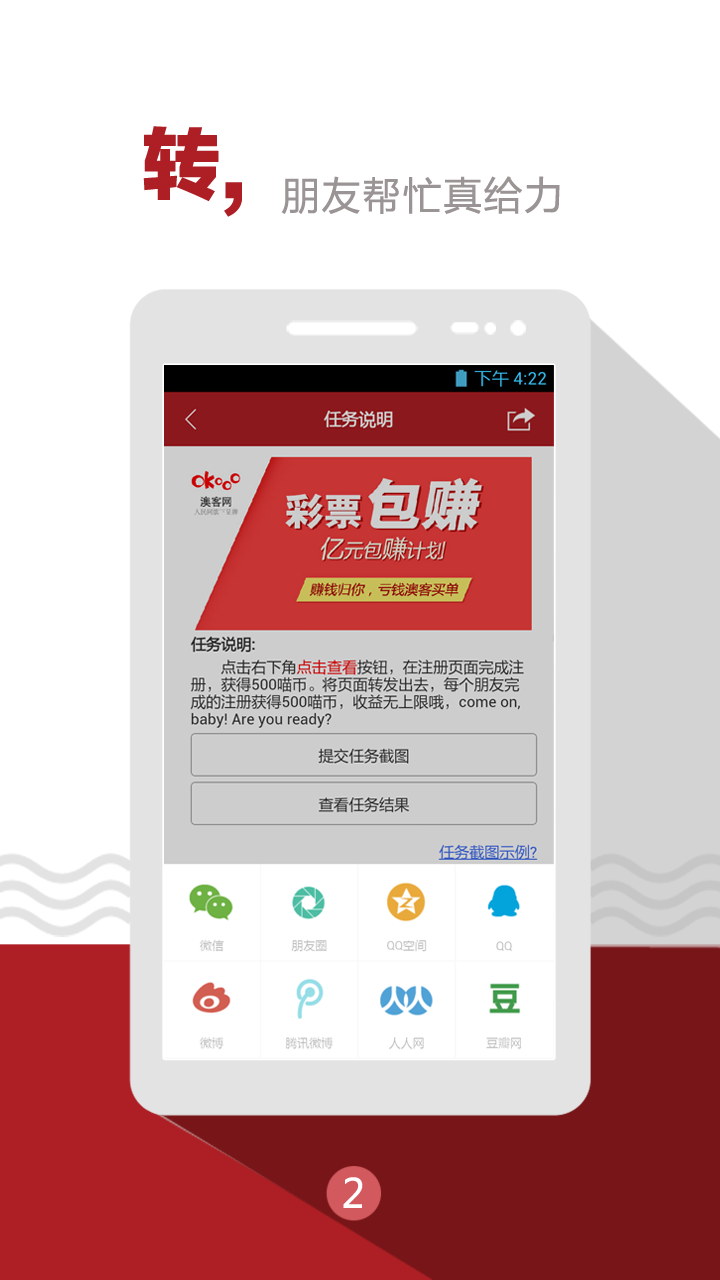 转，朋友帮忙真给力
下午 4:22
任务说明
okooo
澳客网
彩票包赚
亿元包赚计划
赚钱归你，亏钱澳客买单
任务说明:
点击右下角点击查看按钮，在注册页面完成注
册，获得500喵币。将页面转发出去，每个朋友完
成的注册获得500喵币，收益无上限哦，come on,
baby! Are you ready?
提交任务截图
查看任务结果
任务截图示例?
微信 朋友圈 QQ空间 QQ
微博 腾讯微博 人人网 豆瓣网
2